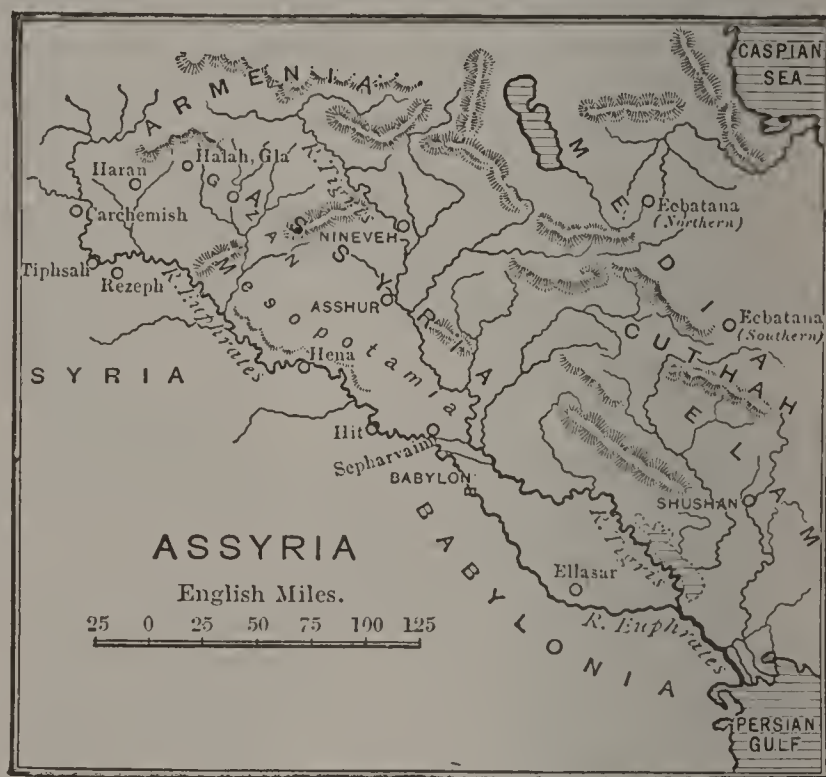 CASPIAN
SEA
ARMENIA
Haran
Halah, Gla
GOZAN
R. Tigris
MEDIA
Ecbatana
(Northern)
Carchemish
NINEVEH
ASSYRIA
Tiphsah
Rezeph
R. Euphrates
Mesopotamia
ASSHUR
Ecbatana
(Southern)
CUTHAH
SYRIA
Hena
ELAM
Hit
Sepharvaim
BABYLON
SHUSHAN
BABYLONIA
ASSYRIA
English Miles.
25 0 25 50 75 100 125
Ellasar
R. Tigris
R. Euphrates
PERSIAN
GULF